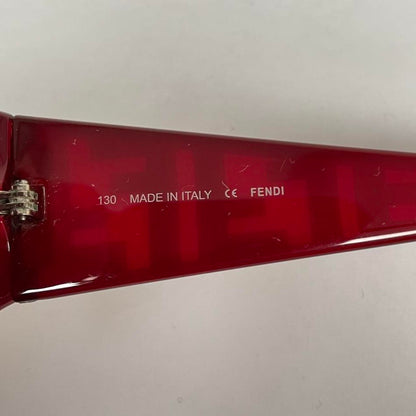 130 MADE IN ITALY CE FENDI